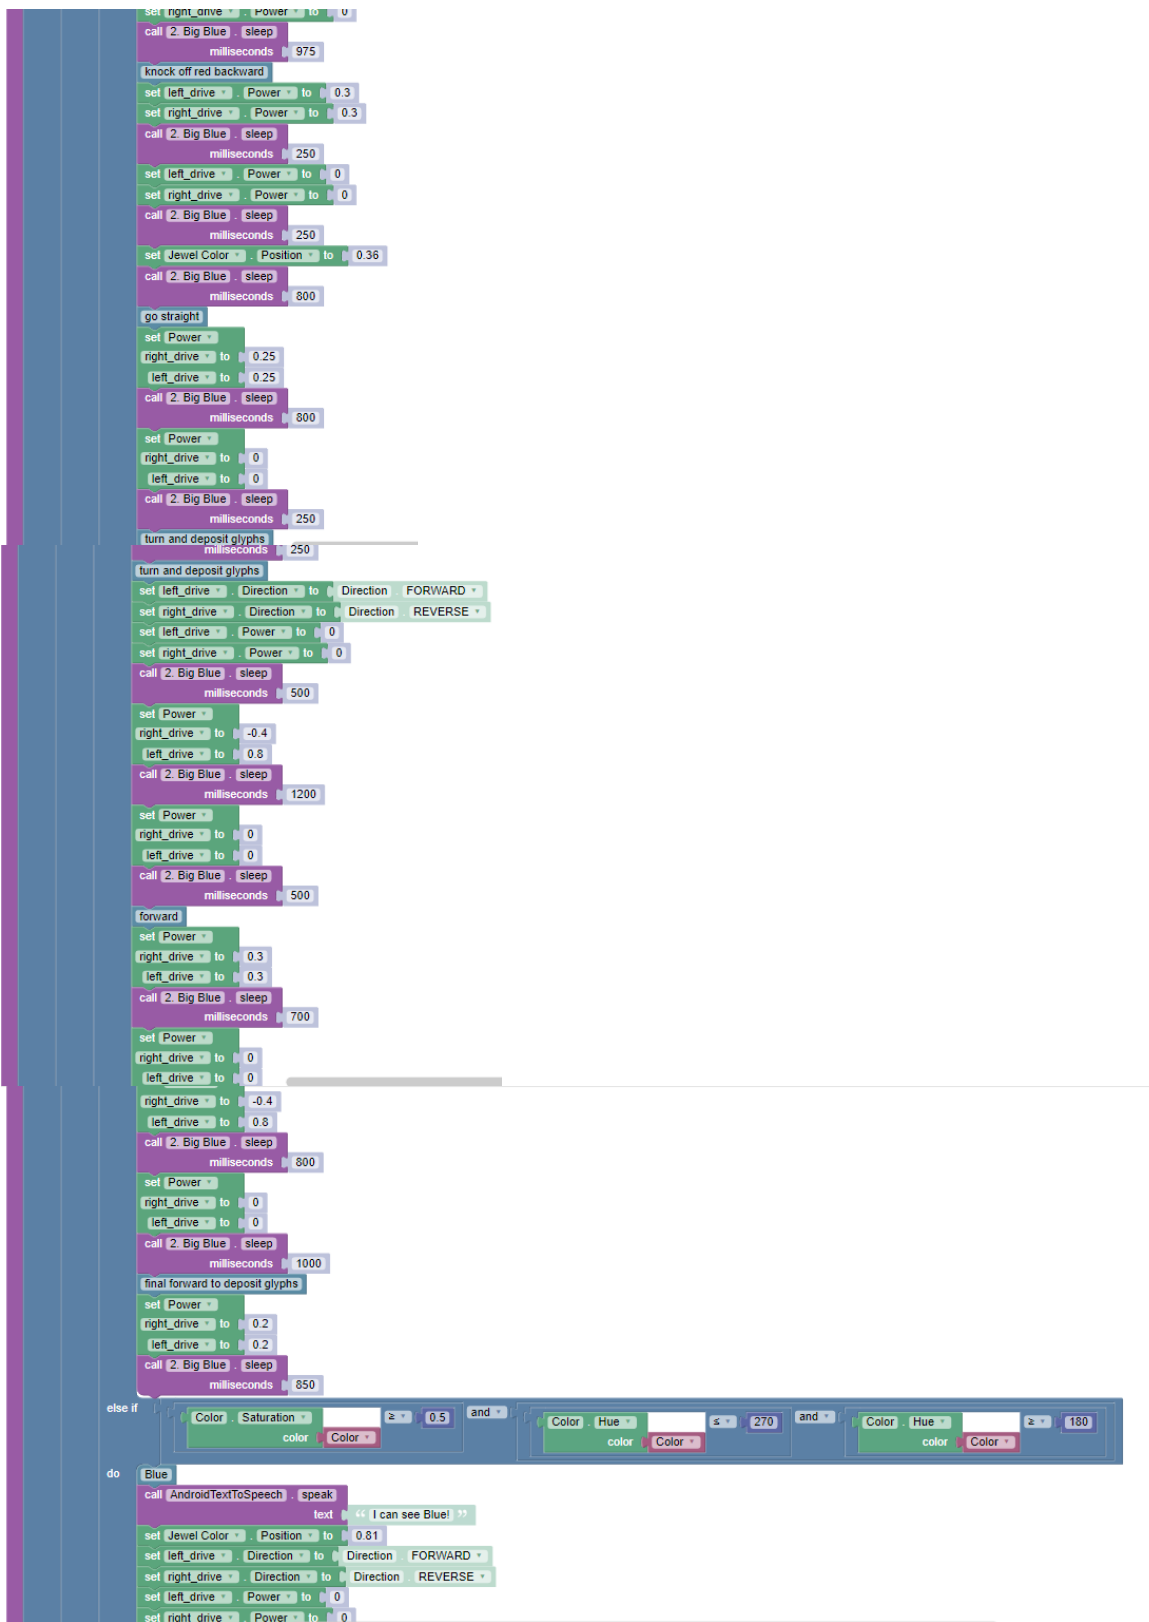 set right_drive . Power to 0
call 2. Big Blue . sleep
milliseconds 975
knock off red backward
set left_drive . Power to 0.3
set right_drive . Power to 0.3
call 2. Big Blue . sleep
milliseconds 250
set left_drive . Power to 0
set right_drive . Power to 0
call 2. Big Blue . sleep
milliseconds 250
set Jewel Color . Position to 0.36
call 2. Big Blue . sleep
milliseconds 800
go straight
set Power
right_drive to 0.25
left_drive to 0.25
call 2. Big Blue . sleep
milliseconds 800
set Power
right_drive to 0
left_drive to 0
call 2. Big Blue . sleep
milliseconds 250
turn and deposit glyphs
milliseconds 250
turn and deposit glyphs
set left_drive . Direction to Direction . FORWARD
set right_drive . Direction to Direction . REVERSE
set left_drive . Power to 0
set right_drive . Power to 0
call 2. Big Blue . sleep
milliseconds 500
set Power
right_drive to -0.4
left_drive to 0.8
call 2. Big Blue . sleep
milliseconds 1200
set Power
right_drive to 0
left_drive to 0
call 2. Big Blue . sleep
milliseconds 500
forward
set Power
right_drive to 0.3
left_drive to 0.3
call 2. Big Blue . sleep
milliseconds 700
set Power
right_drive to 0
left_drive to 0
right_drive to -0.4
left_drive to 0.8
call 2. Big Blue . sleep
milliseconds 800
set Power
right_drive to 0
left_drive to 0
call 2. Big Blue . sleep
milliseconds 1000
final forward to deposit glyphs
set Power
right_drive to 0.2
left_drive to 0.2
call 2. Big Blue . sleep
milliseconds 850
else if Color . Saturation ≥ 0.5 and Color . Hue ≤ 270 and Color . Hue ≥ 180
color Color color Color color Color
do Blue
call AndroidTextToSpeech . speak
text “ I can see Blue! ”
set Jewel Color . Position to 0.81
set left_drive . Direction to Direction . FORWARD
set right_drive . Direction to Direction . REVERSE
set left_drive . Power to 0
set right_drive . Power to 0